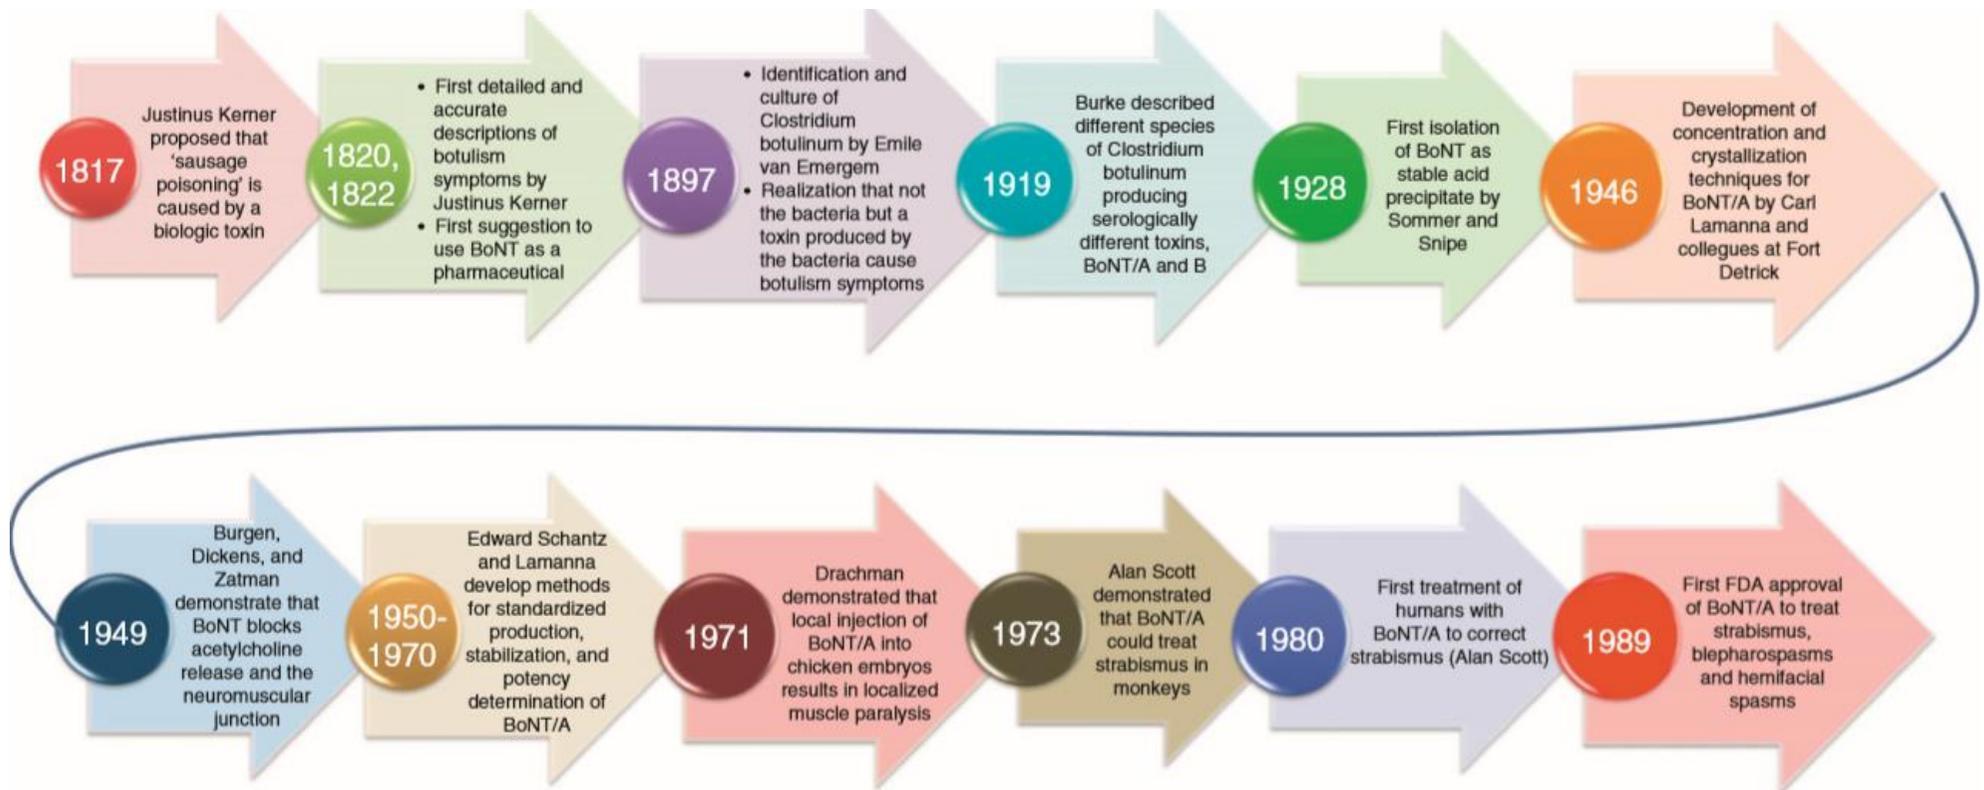 1817
Justinus Kerner
proposed that
‘sausage
poisoning’ is
caused by a
biologic toxin
1820,
1822
• First detailed and
accurate
descriptions of
botulism
symptoms by
Justinus Kerner
• First suggestion to
use BoNT as a
pharmaceutical
1897
• Identification and
culture of
Clostridium
botulinum by Emile
van Emergem
• Realization that not
the bacteria but a
toxin produced by
the bacteria cause
botulism symptoms
1919
Burke described
different species
of Clostridium
botulinum
producing
serologically
different toxins,
BoNT/A and B
1928
First isolation
of BoNT as
stable acid
precipitate by
Sommer and
Snipe
1946
Development of
concentration and
crystallization
techniques for
BoNT/A by Carl
Lamanna and
collegues at Fort
Detrick
1949
Burgen,
Dickens, and
Zatman
demonstrate that
BoNT blocks
acetylcholine
release and the
neuromuscular
junction
1950-
1970
Edward Schantz
and Lamanna
develop methods
for standardized
production,
stabilization, and
potency
determination of
BoNT/A
1971
Drachman
demonstrated that
local injection of
BoNT/A into
chicken embryos
results in localized
muscle paralysis
1973
Alan Scott
demonstrated
that BoNT/A
could treat
strabismus in
monkeys
1980
First treatment of
humans with
BoNT/A to correct
strabismus (Alan Scott)
1989
First FDA approval
of BoNT/A to treat
strabismus,
blepharospasms
and hemifacial
spasms